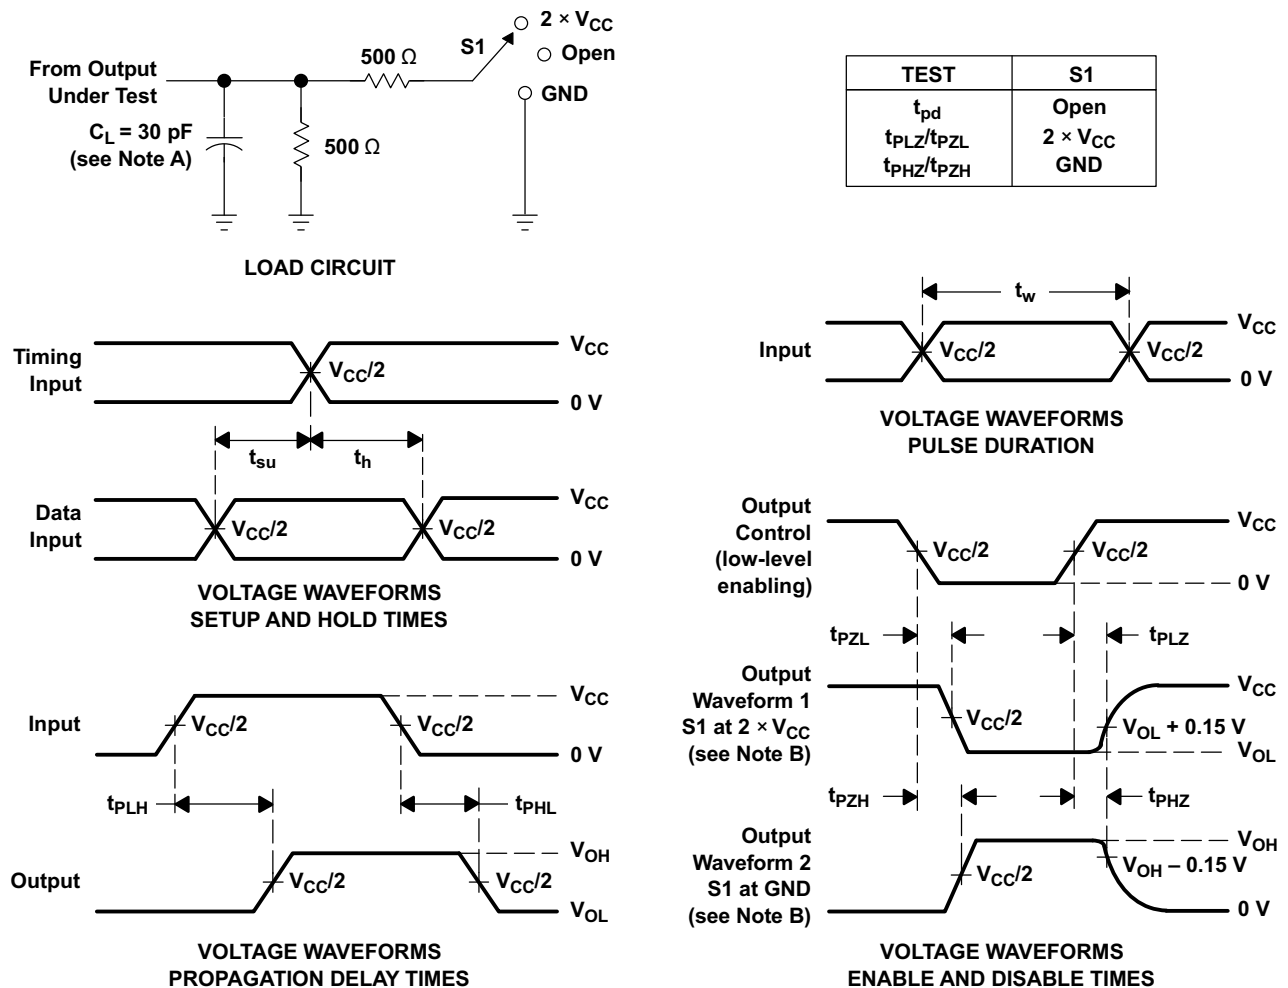 2 × VCC
S1
Open
500 Ω
From Output
Under Test
GND
CL = 30 pF
(see Note A)
500 Ω
LOAD CIRCUIT
TEST S1
tpd Open
tPLZ/tPZL 2 × VCC
tPHZ/tPZH GND
tw
Input
VCC/2
VCC/2
VCC
0 V
VOLTAGE WAVEFORMS
PULSE DURATION
Timing
Input
VCC/2
VCC
0 V
tsu
th
Data
Input
VCC/2
VCC/2
VCC
0 V
VOLTAGE WAVEFORMS
SETUP AND HOLD TIMES
Input
VCC/2
VCC/2
VCC
0 V
tPLH
tPHL
Output
VCC/2
VCC/2
VOH
VOL
VOLTAGE WAVEFORMS
PROPAGATION DELAY TIMES
Output
Control
(low-level
enabling)
VCC/2
VCC/2
VCC
0 V
tPZL
tPLZ
Output
Waveform 1
S1 at 2 × VCC
(see Note B)
VCC/2
VCC
VOL + 0.15 V
VOL
tPZH
tPHZ
Output
Waveform 2
S1 at GND
(see Note B)
VCC/2
VOH
VOH – 0.15 V
0 V
VOLTAGE WAVEFORMS
ENABLE AND DISABLE TIMES